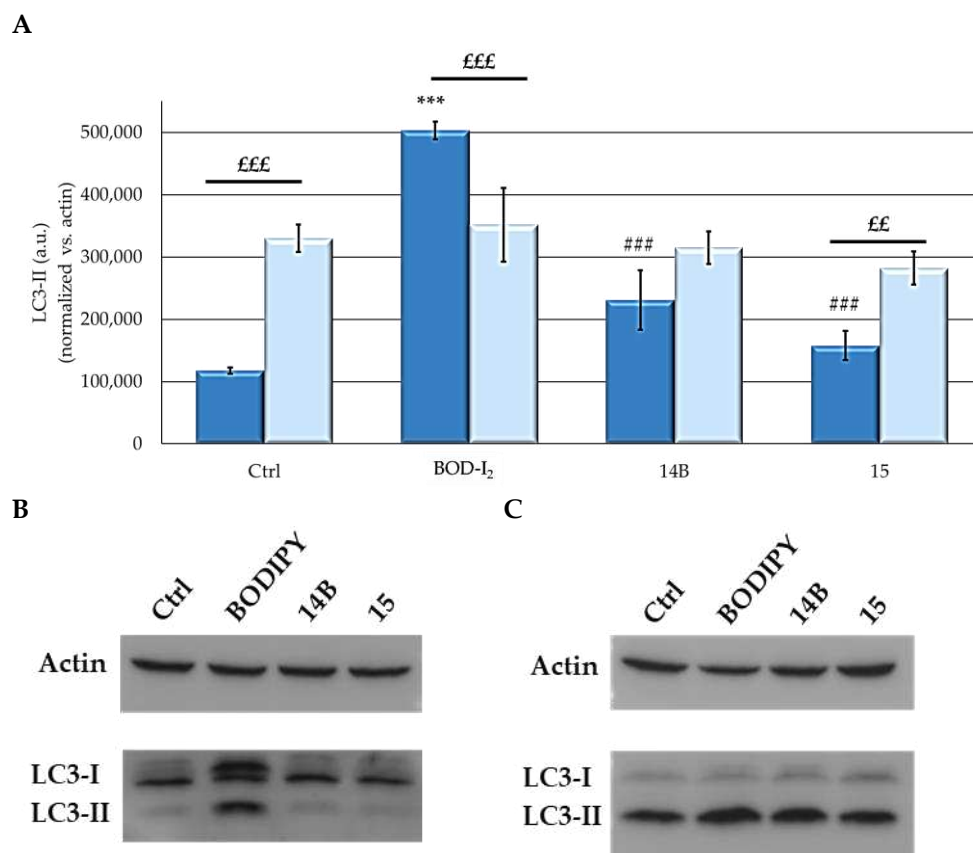 A
£££
***
500,000
£££
400,000
###
££
300,000
###
200,000
100,000
0
LC3-II (a.u.)
(normalized vs. actin)
Ctrl BOD-I₂ 14B 15
B
Ctrl BODIPY 14B 15
Actin
LC3-I
LC3-II
C
Ctrl BODIPY 14B 15
Actin
LC3-I
LC3-II